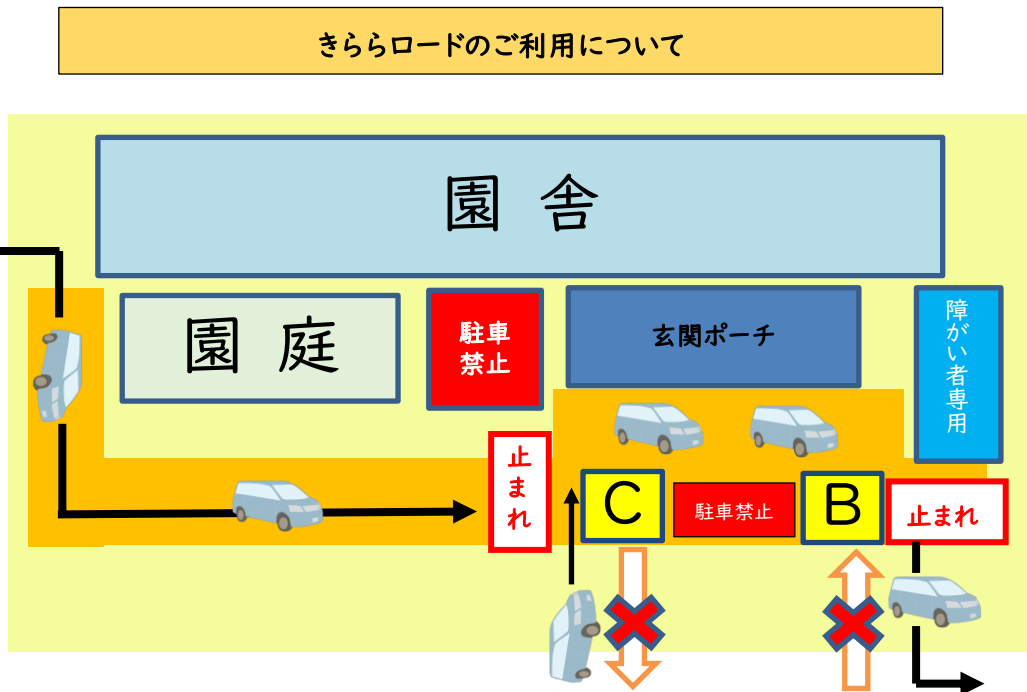 きららロードのご利用について
園 舎
園 庭
駐車
禁止
玄関ポーチ
障がい者専用
止まれ
C
駐車禁止
B
止まれ